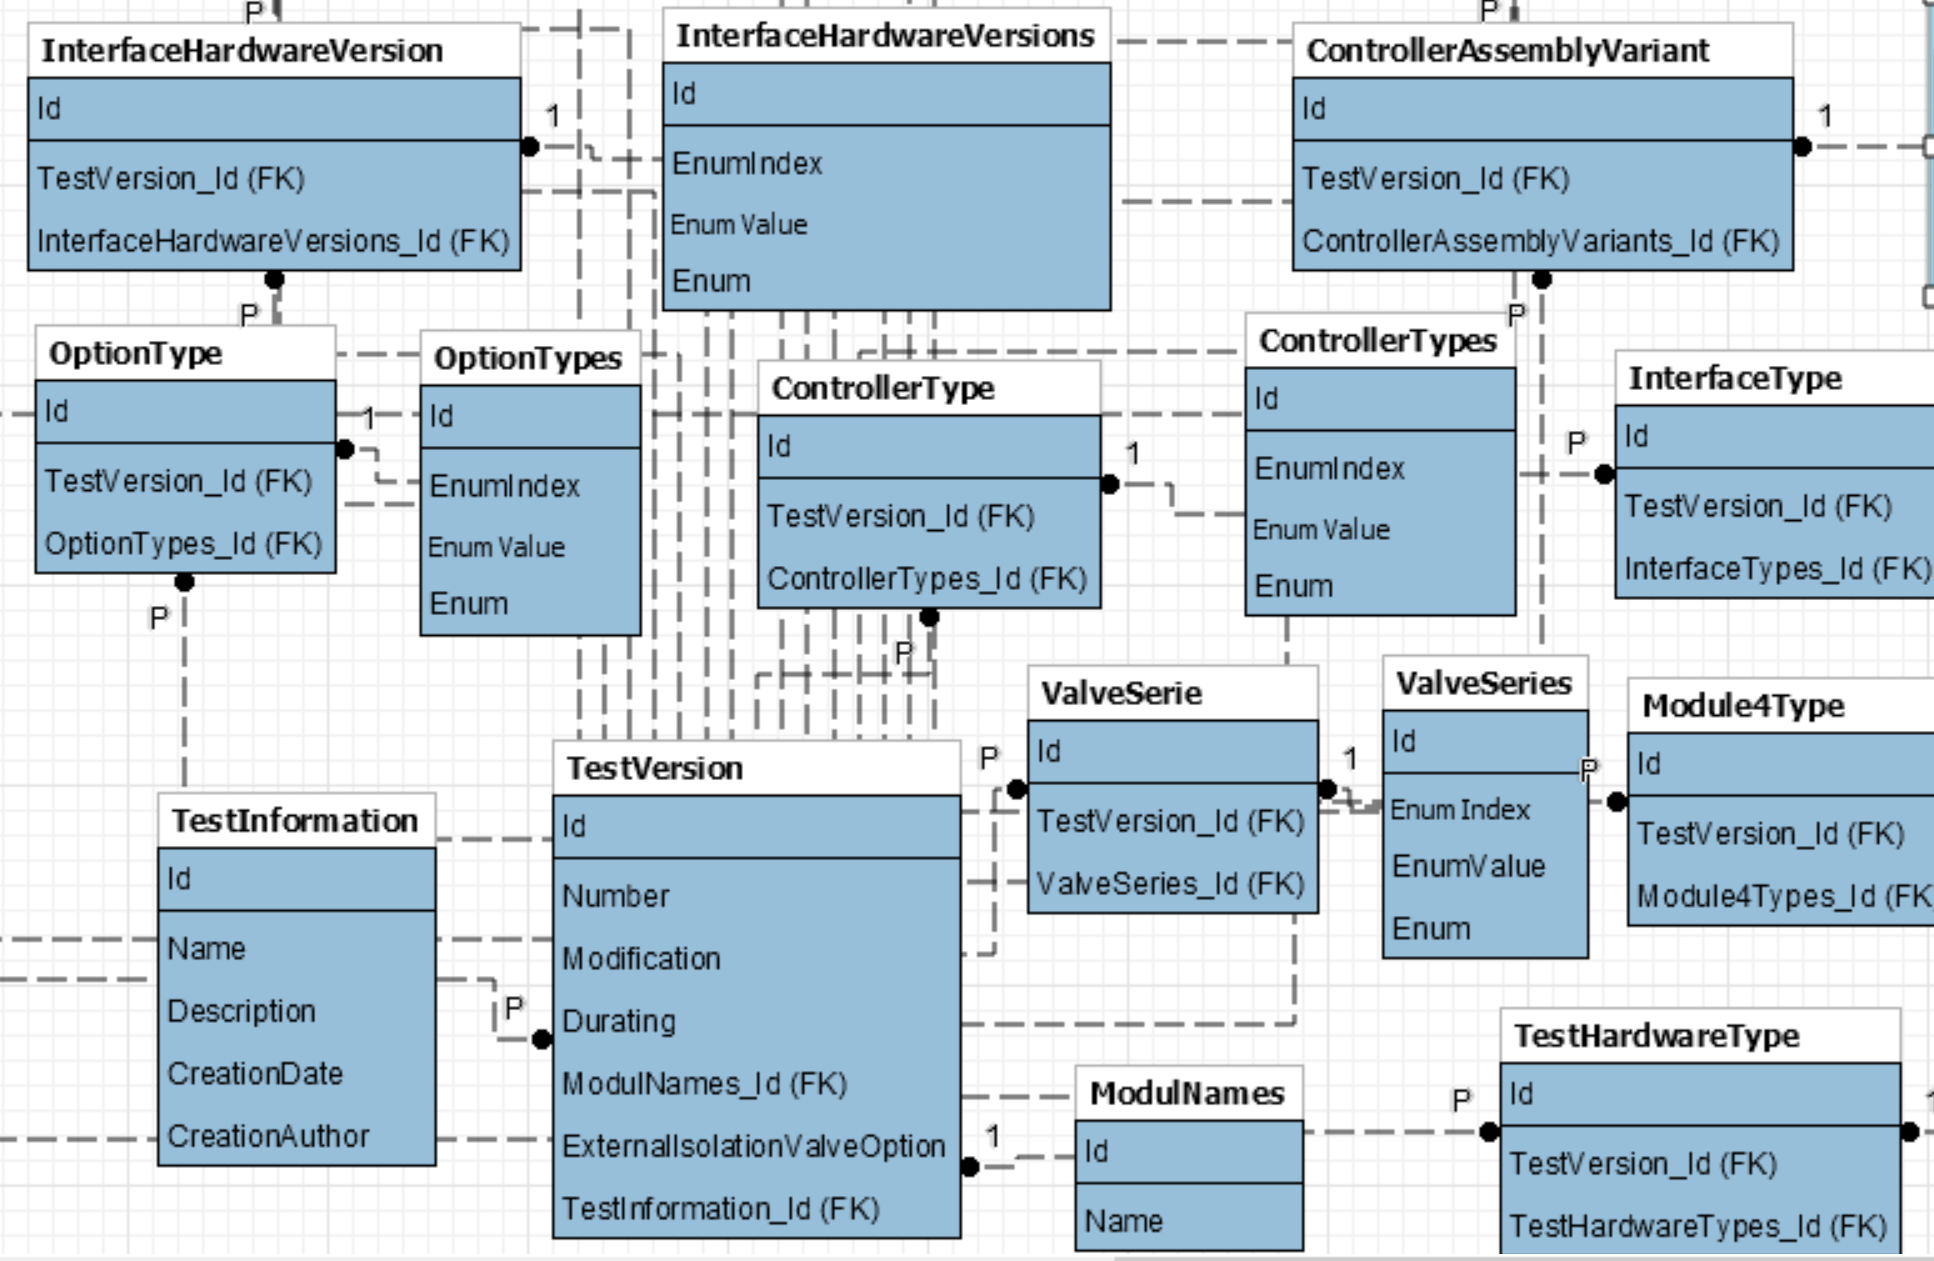 P
InterfaceHardwareVersion
Id
TestVersion_Id (FK)
InterfaceHardwareVersions_Id (FK)
1
P
InterfaceHardwareVersions
Id
EnumIndex
Enum Value
Enum
P
ControllerAssemblyVariant
Id
TestVersion_Id (FK)
ControllerAssemblyVariants_Id (FK)
1
P
OptionType
Id
TestVersion_Id (FK)
OptionTypes_Id (FK)
1
P
OptionTypes
Id
EnumIndex
Enum Value
Enum
ControllerType
Id
TestVersion_Id (FK)
ControllerTypes_Id (FK)
1
P
ControllerTypes
Id
EnumIndex
Enum Value
Enum
P
InterfaceType
Id
TestVersion_Id (FK)
InterfaceTypes_Id (FK)
TestInformation
Id
Name
Description
CreationDate
CreationAuthor
P
TestVersion
Id
Number
Modification
Durating
ModulNames_Id (FK)
ExternalIsolationValveOption
TestInformation_Id (FK)
1
P
ValveSerie
Id
TestVersion_Id (FK)
ValveSeries_Id (FK)
1
ValveSeries
Id
Enum Index
EnumValue
Enum
P
Module4Type
Id
TestVersion_Id (FK)
Module4Types_Id (FK
ModulNames
Id
Name
P
TestHardwareType
Id
TestVersion_Id (FK)
TestHardwareTypes_Id (FK)